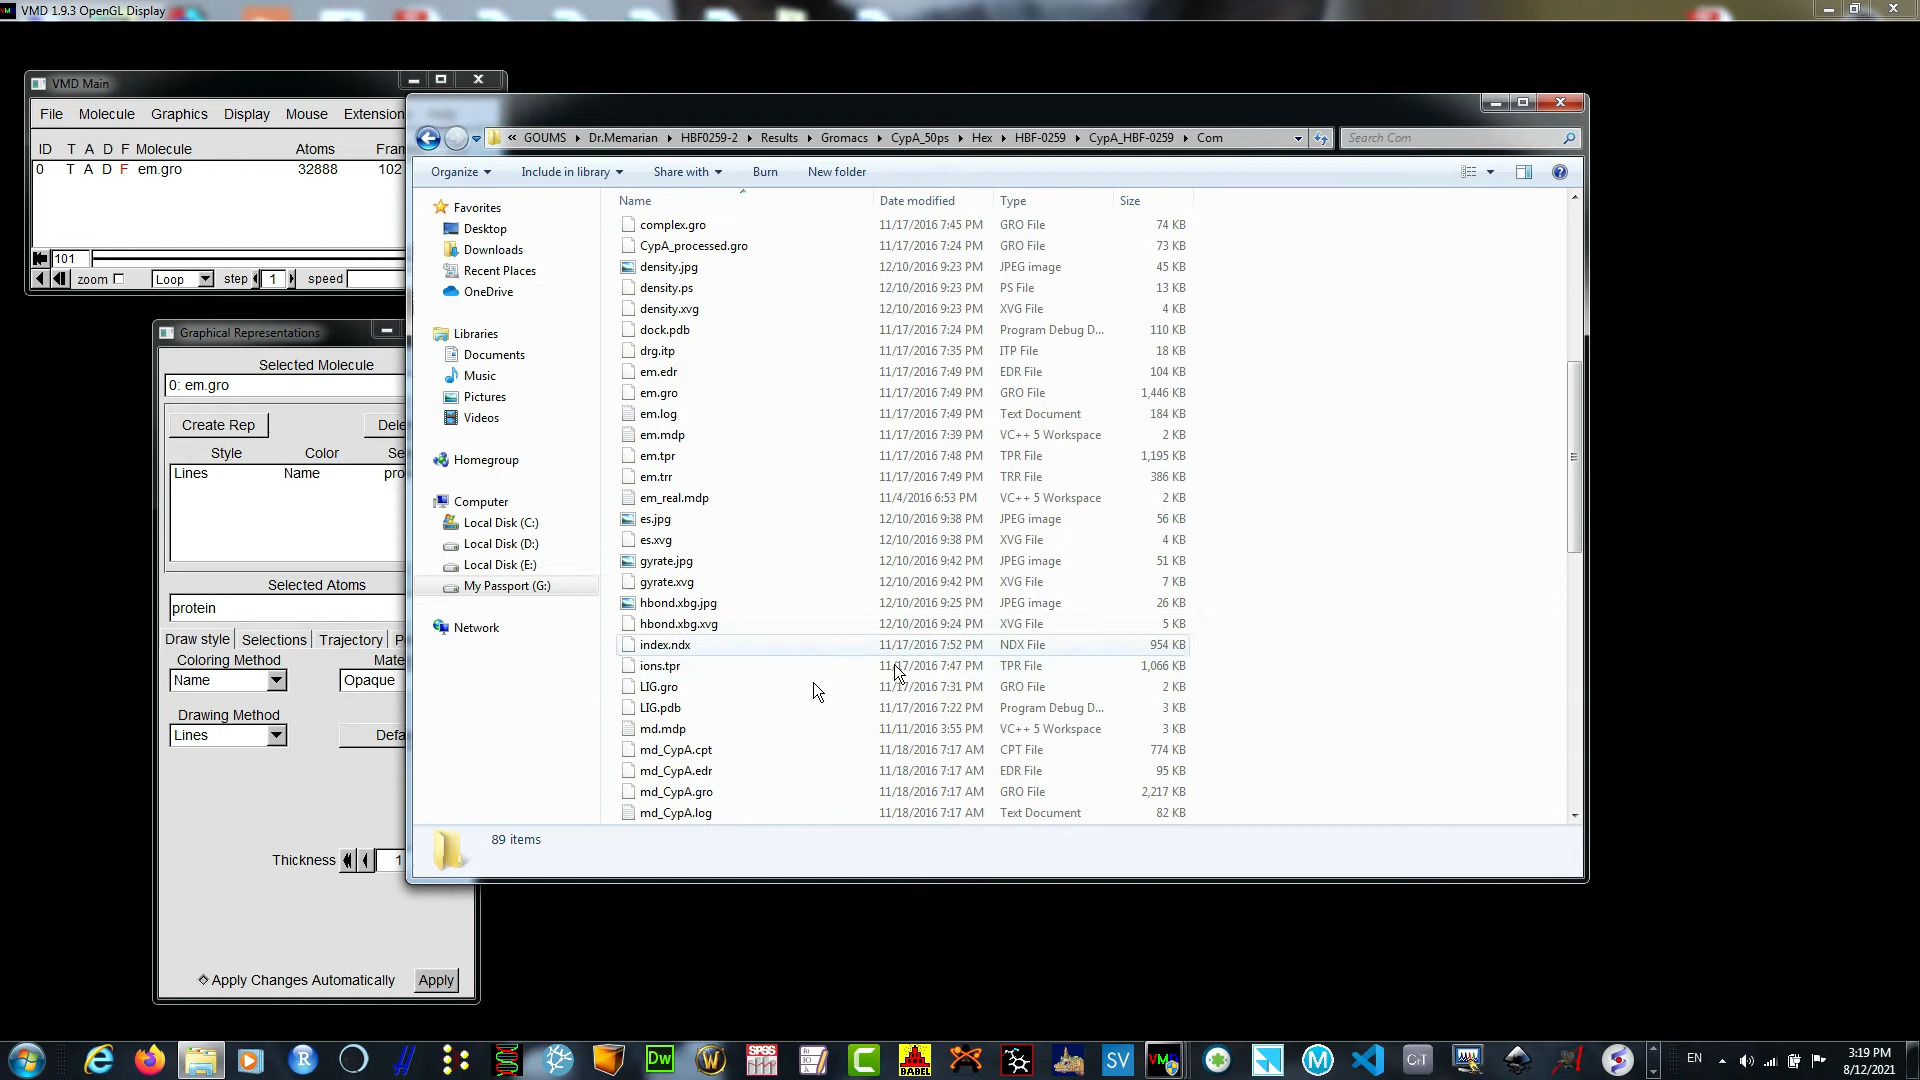 VMD 1.9.3 OpenGL Display
VMD Main
File Molecule Graphics Display Mouse Extension
ID T A D F Molecule Atoms Fran
0 T A D F em.gro 32888 102
101
zoom Loop step 1 speed
Graphical Representations
Selected Molecule
0: em.gro
Create Rep Dele
Style Color Se
Lines Name pro
Selected Atoms
protein
Draw style Selections Trajectory P
Coloring Method Mate
Name Opaque
Drawing Method
Lines Defa
Thickness 1
Apply Changes Automatically Apply
« GOUMS Dr.Memarian HBF0259-2 Results Gromacs CypA_50ps Hex HBF-0259 CypA_HBF-0259 Com
Search Com
Organize Include in library Share with Burn New folder
Favorites
Desktop
Downloads
Recent Places
OneDrive
Libraries
Documents
Music
Pictures
Videos
Homegroup
Computer
Local Disk (C:)
Local Disk (D:)
Local Disk (E:)
My Passport (G:)
Network
Name Date modified Type Size
complex.gro 11/17/2016 7:45 PM GRO File 74 KB
CypA_processed.gro 11/17/2016 7:24 PM GRO File 73 KB
density.jpg 12/10/2016 9:23 PM JPEG image 45 KB
density.ps 12/10/2016 9:23 PM PS File 13 KB
density.xvg 12/10/2016 9:23 PM XVG File 4 KB
dock.pdb 11/17/2016 7:24 PM Program Debug D... 110 KB
drg.itp 11/17/2016 7:35 PM ITP File 18 KB
em.edr 11/17/2016 7:49 PM EDR File 104 KB
em.gro 11/17/2016 7:49 PM GRO File 1,446 KB
em.log 11/17/2016 7:49 PM Text Document 184 KB
em.mdp 11/17/2016 7:39 PM VC++ 5 Workspace 2 KB
em.tpr 11/17/2016 7:48 PM TPR File 1,195 KB
em.trr 11/17/2016 7:49 PM TRR File 386 KB
em_real.mdp 11/4/2016 6:53 PM VC++ 5 Workspace 2 KB
es.jpg 12/10/2016 9:38 PM JPEG image 56 KB
es.xvg 12/10/2016 9:38 PM XVG File 4 KB
gyrate.jpg 12/10/2016 9:42 PM JPEG image 51 KB
gyrate.xvg 12/10/2016 9:42 PM XVG File 7 KB
hbond.xbg.jpg 12/10/2016 9:25 PM JPEG image 26 KB
hbond.xbg.xvg 12/10/2016 9:24 PM XVG File 5 KB
index.ndx 11/17/2016 7:52 PM NDX File 954 KB
ions.tpr 11/17/2016 7:47 PM TPR File 1,066 KB
LIG.gro 11/17/2016 7:31 PM GRO File 2 KB
LIG.pdb 11/17/2016 7:22 PM Program Debug D... 3 KB
md.mdp 11/11/2016 3:55 PM VC++ 5 Workspace 3 KB
md_CypA.cpt 11/18/2016 7:17 AM CPT File 774 KB
md_CypA.edr 11/18/2016 7:17 AM EDR File 95 KB
md_CypA.gro 11/18/2016 7:17 AM GRO File 2,217 KB
md_CypA.log 11/18/2016 7:17 AM Text Document 82 KB
89 items
R Dw W SPSS C BABEL SV VMD M CrT
EN
3:19 PM
8/12/2021